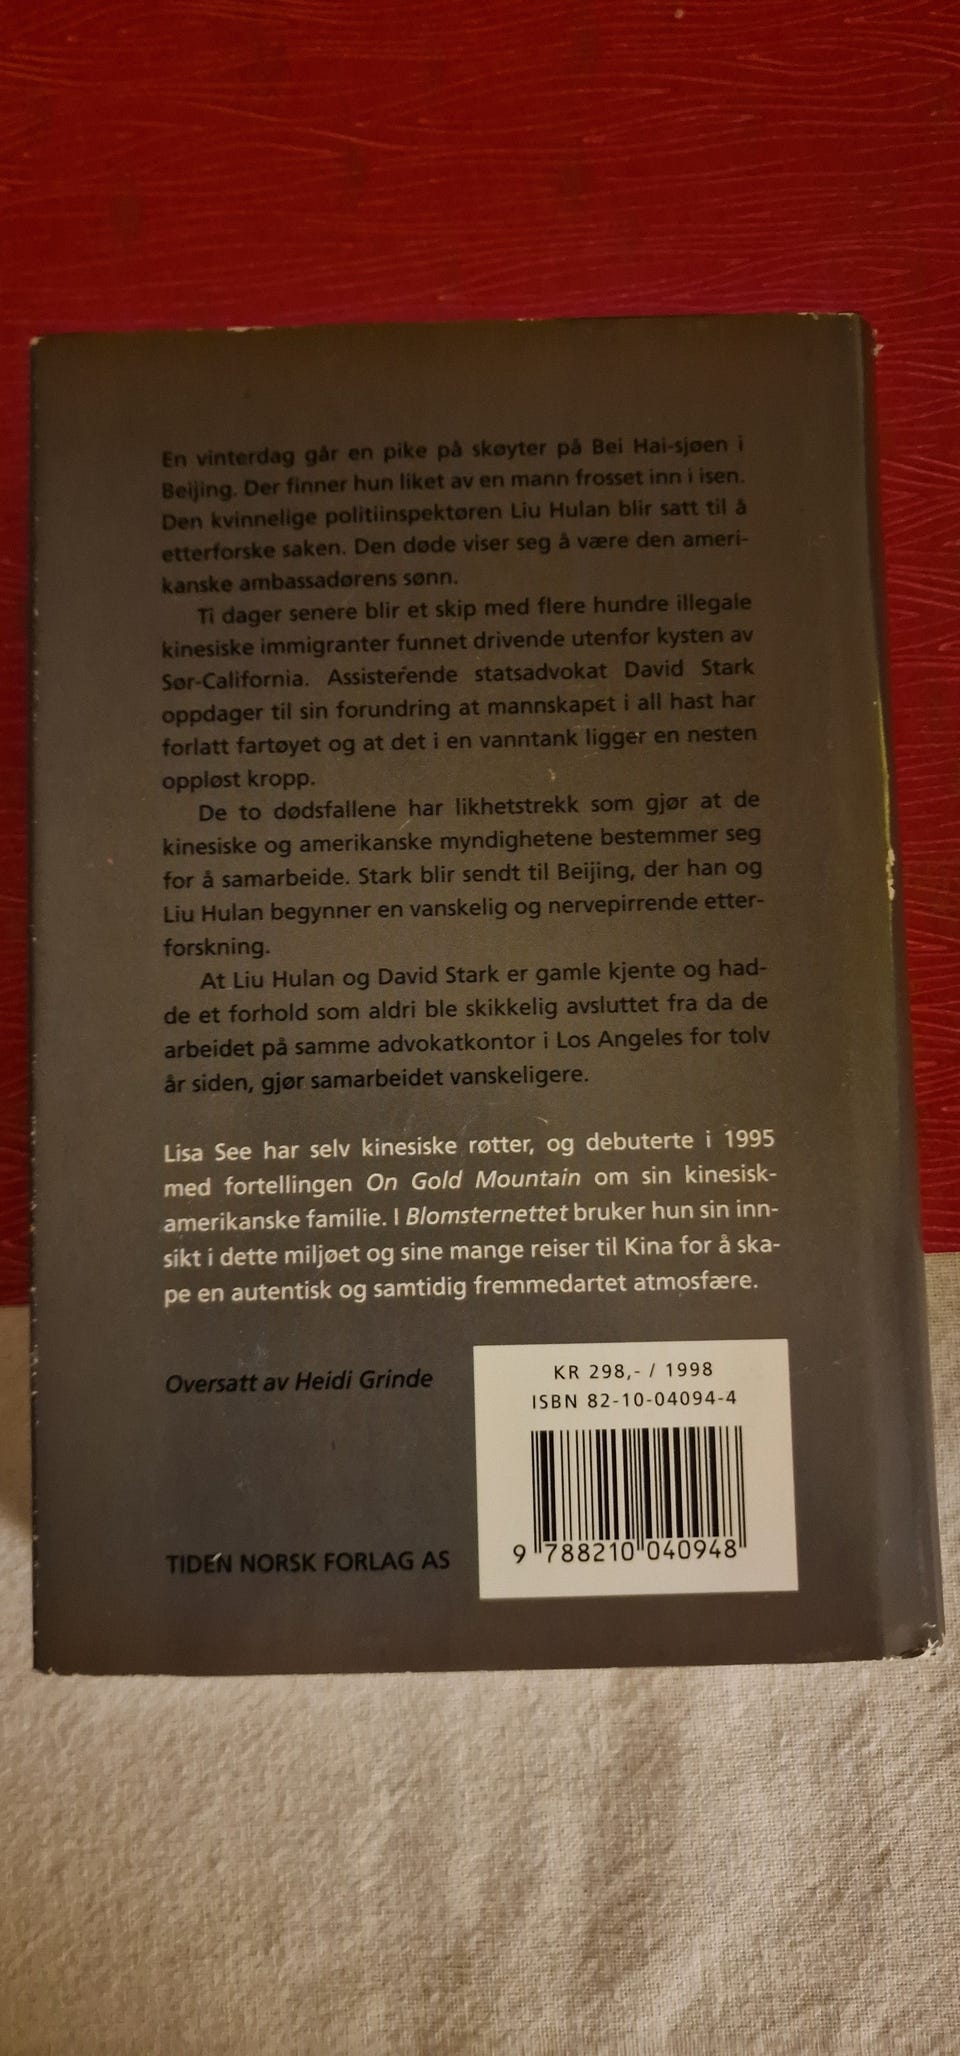 En vinterdag går en pike på skøyter på Bei Hai-sjøen i
Beijing. Der finner hun liket av en mann frosset inn i isen.
Den kvinnelige politiinspektøren Liu Hulan blir satt til å
etterforske saken. Den døde viser seg å være den ameri-
kanske ambassadørens sønn.
Ti dager senere blir et skip med flere hundre illegale
kinesiske immigranter funnet drivende utenfor kysten av
Sør-California. Assisterende statsadvokat David Stark
oppdager til sin forundring at mannskapet i all hast har
forlatt fartøyet og at det i en vanntank ligger en nesten
oppløst kropp.
De to dødsfallene har likhetstrekk som gjør at de
kinesiske og amerikanske myndighetene bestemmer seg
for å samarbeide. Stark blir sendt til Beijing, der han og
Liu Hulan begynner en vanskelig og nervepirrende etter-
forskning.
At Liu Hulan og David Stark er gamle kjente og had-
de et forhold som aldri ble skikkelig avsluttet fra da de
arbeidet på samme advokatkontor i Los Angeles for tolv
år siden, gjør samarbeidet vanskeligere.
Lisa See har selv kinesiske røtter, og debuterte i 1995
med fortellingen On Gold Mountain om sin kinesisk-
amerikanske familie. I Blomsternettet bruker hun sin inn-
sikt i dette miljøet og sine mange reiser til Kina for å ska-
pe en autentisk og samtidig fremmedartet atmosfære.
Oversatt av Heidi Grinde
KR 298,- / 1998
ISBN 82-10-04094-4
9 788210 040948
TIDEN NORSK FORLAG AS